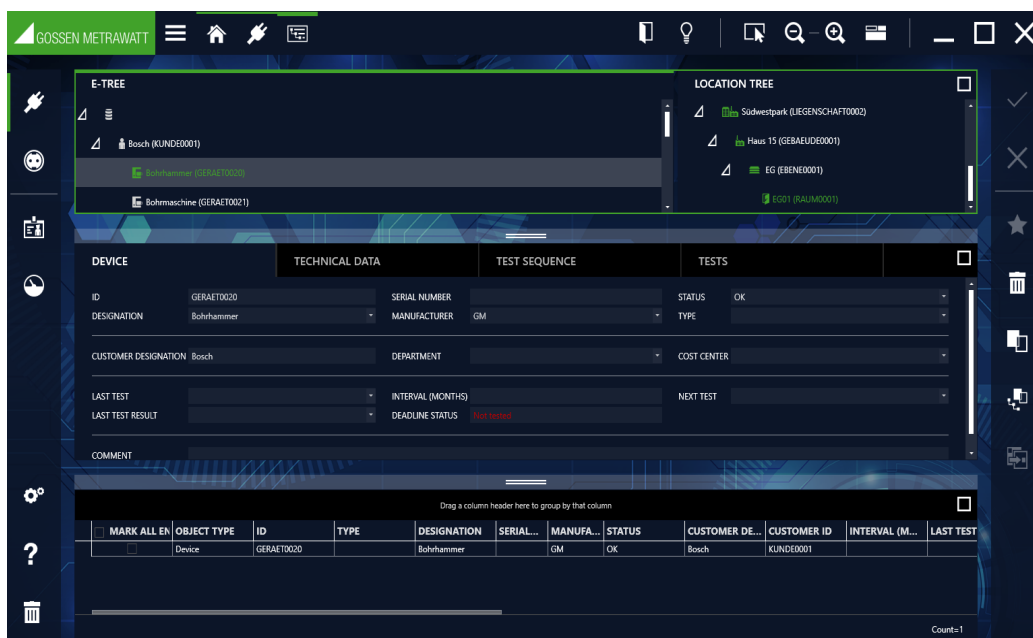 GOSSEN METRAWATT
E-TREE
Bosch (KUNDE0001)
Bohrhammer (GERAET0020)
Bohrmaschine (GERAET0021)
LOCATION TREE
Südwestpark (LIEGENSCHAFT0002)
Haus 15 (GEBAEUDE0001)
EG (EBENE0001)
EG01 (RAUM0001)
DEVICE TECHNICAL DATA TEST SEQUENCE TESTS
ID GERAET0020 SERIAL NUMBER STATUS OK
DESIGNATION Bohrhammer MANUFACTURER GM TYPE
CUSTOMER DESIGNATION Bosch DEPARTMENT COST CENTER
LAST TEST INTERVAL (MONTHS) NEXT TEST
LAST TEST RESULT DEADLINE STATUS Not tested
COMMENT
Drag a column header here to group by that column
MARK ALL EN OBJECT TYPE ID TYPE DESIGNATION SERIAL... MANUFA... STATUS CUSTOMER DE... CUSTOMER ID INTERVAL (M... LAST TEST
Device GERAET0020 Bohrhammer GM OK Bosch KUNDE0001
Count=1